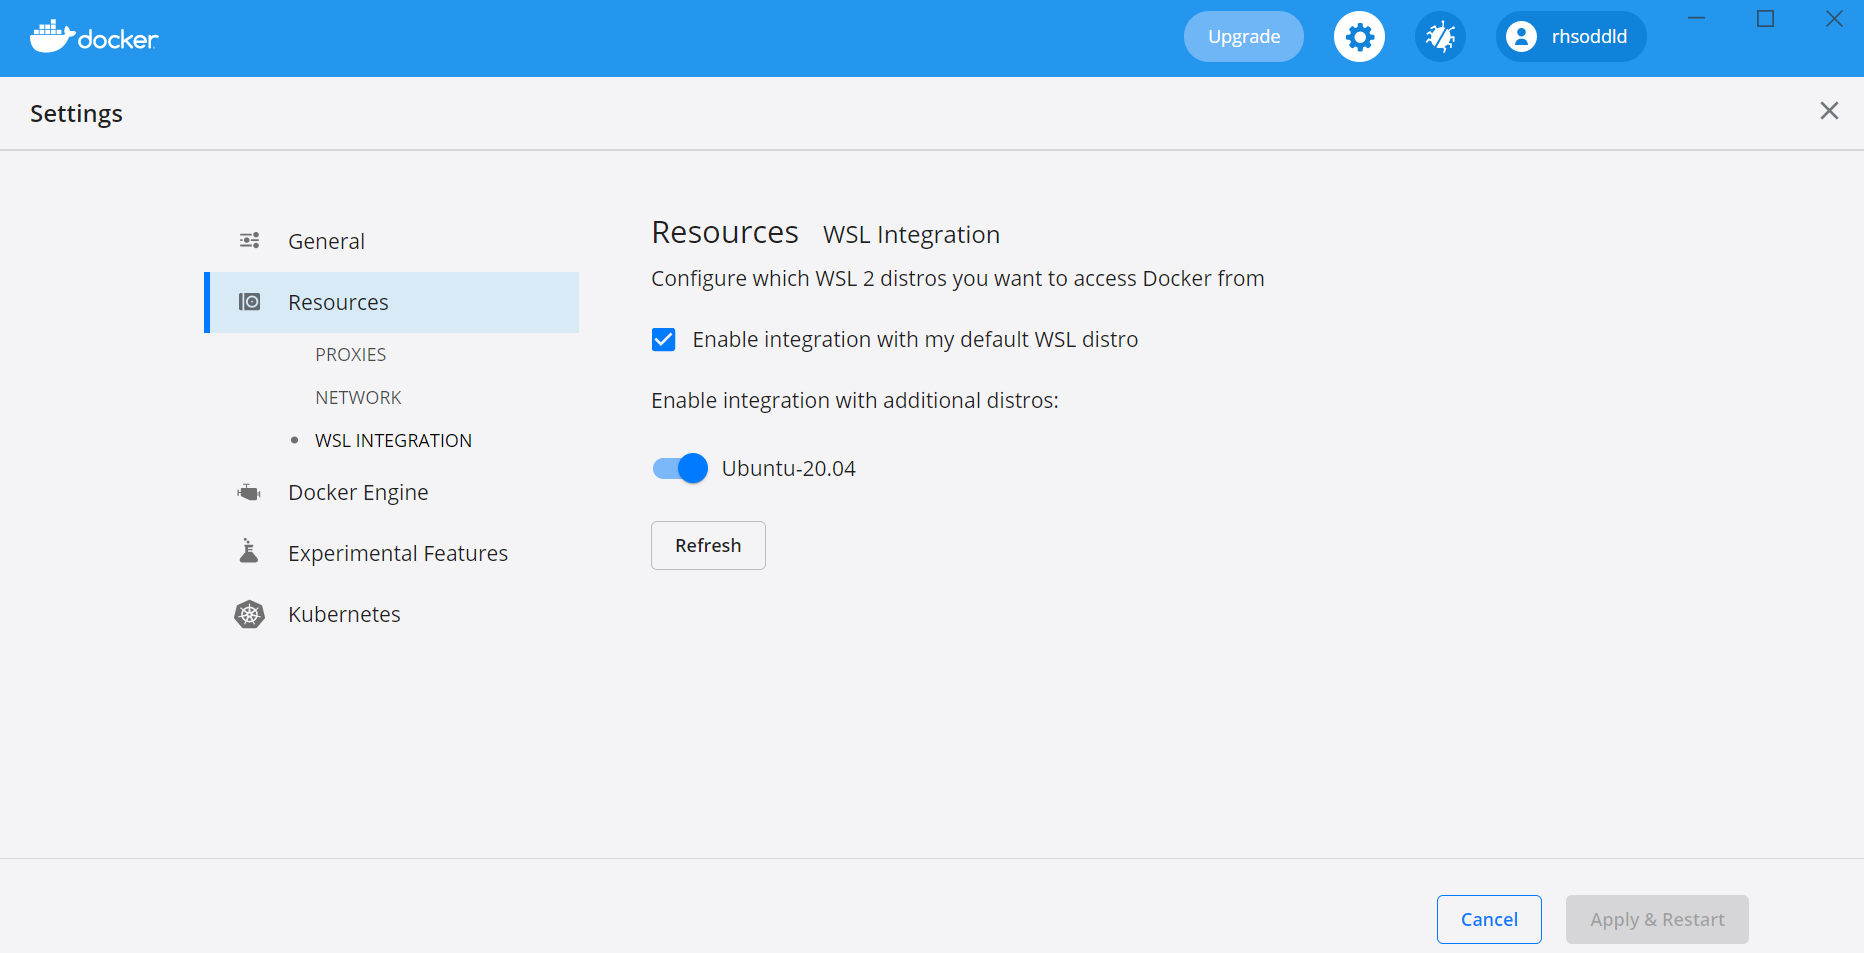 docker
Upgrade
rhsoddld
Settings
General
Resources
PROXIES
NETWORK
WSL INTEGRATION
Docker Engine
Experimental Features
Kubernetes
Resources WSL Integration
Configure which WSL 2 distros you want to access Docker from
Enable integration with my default WSL distro
Enable integration with additional distros:
Ubuntu-20.04
Refresh
Cancel
Apply & Restart